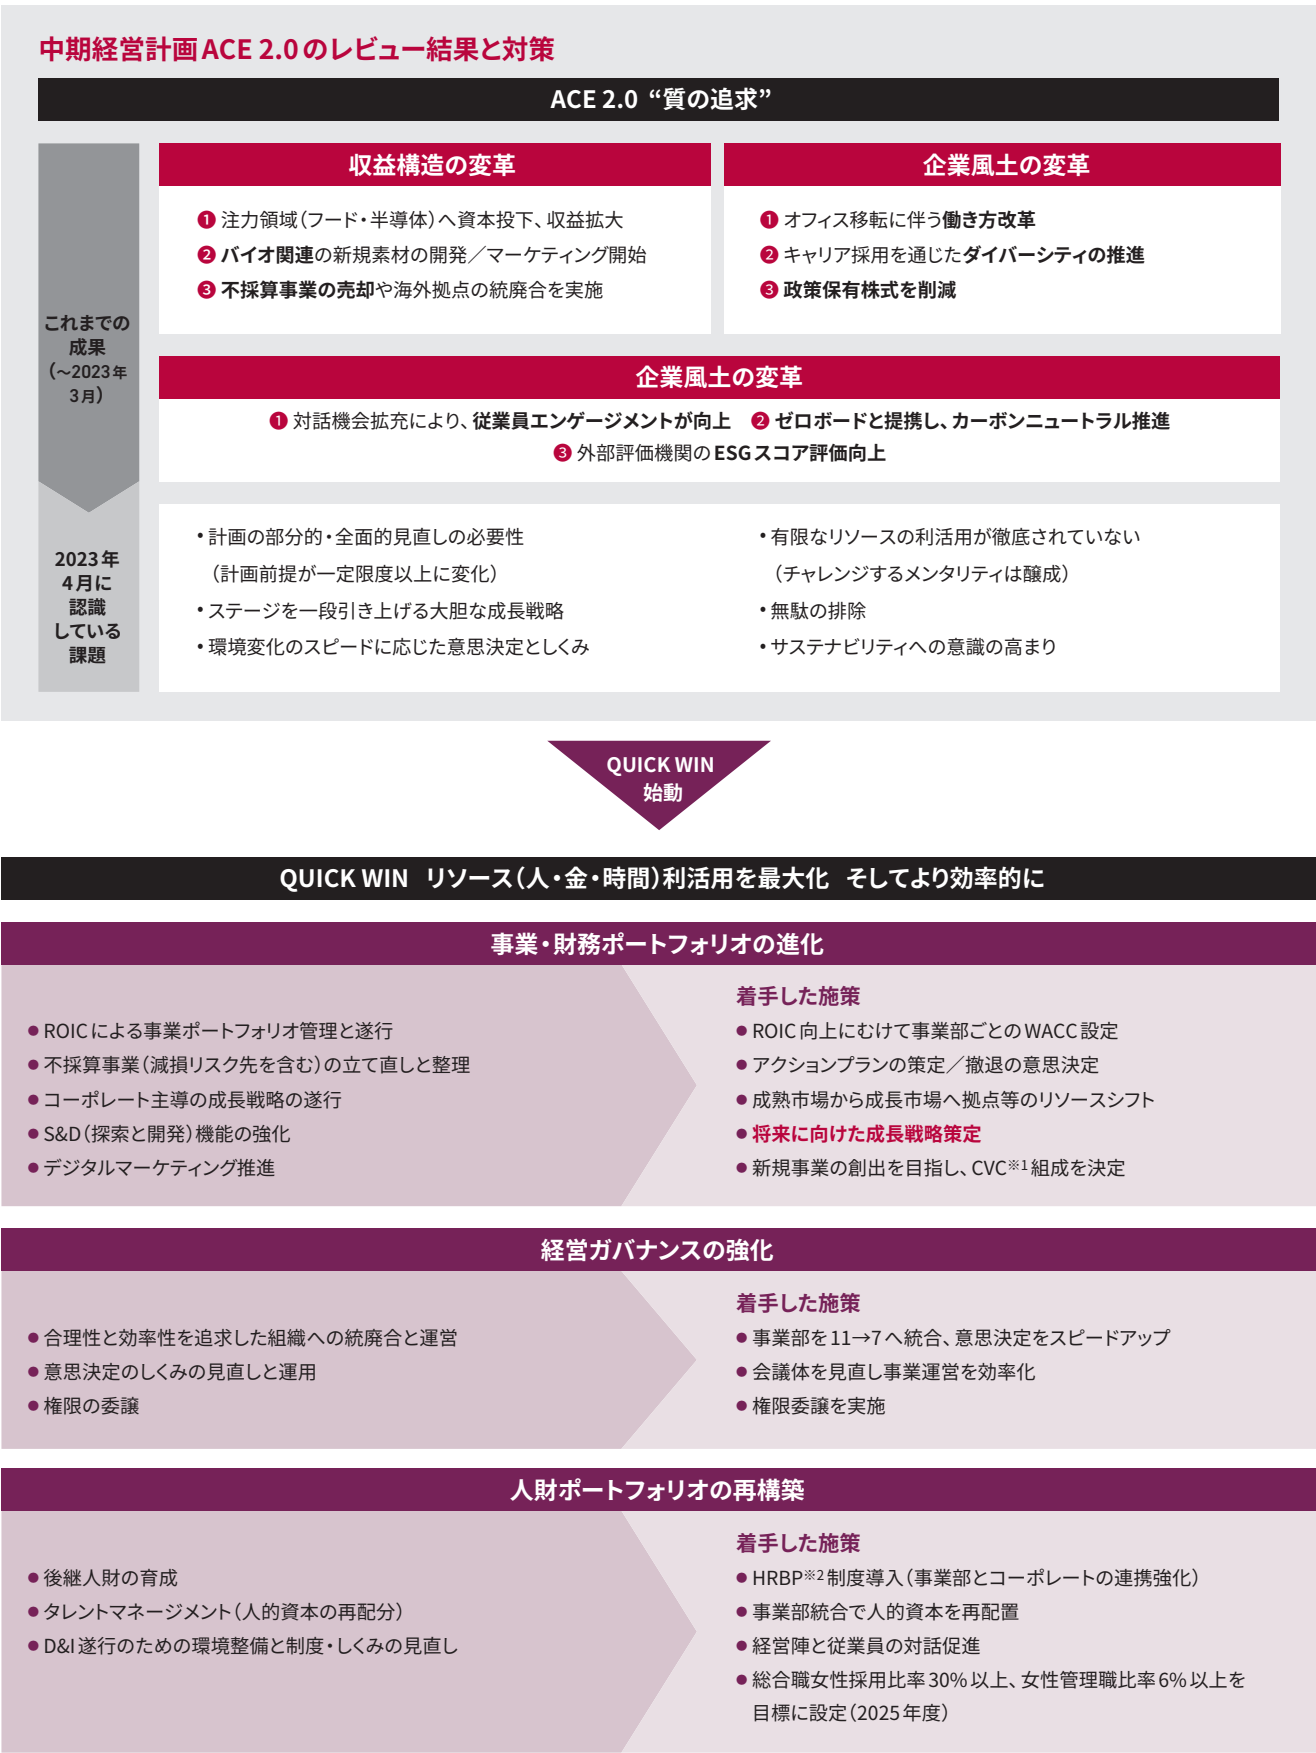 中期経営計画ACE 2.0のレビュー結果と対策
ACE 2.0 “質の追求”
これまでの
成果
(～2023年
3月)
収益構造の変革
❶ 注力領域(フード・半導体)へ資本投下、収益拡大
❷ バイオ関連の新規素材の開発／マーケティング開始
❸ 不採算事業の売却や海外拠点の統廃合を実施
企業風土の変革
❶ オフィス移転に伴う働き方改革
❷ キャリア採用を通じたダイバーシティの推進
❸ 政策保有株式を削減
企業風土の変革
❶ 対話機会拡充により、従業員エンゲージメントが向上 ❷ ゼロボードと提携し、カーボンニュートラル推進
❸ 外部評価機関のESGスコア評価向上
2023年
4月に
認識
している
課題
・計画の部分的・全面的見直しの必要性
(計画前提が一定限度以上に変化)
・ステージを一段引き上げる大胆な成長戦略
・環境変化のスピードに応じた意思決定としくみ
・有限なリソースの利活用が徹底されていない
(チャレンジするメンタリティは醸成)
・無駄の排除
・サステナビリティへの意識の高まり
QUICK WIN
始動
QUICK WIN リソース(人・金・時間)利活用を最大化 そしてより効率的に
事業・財務ポートフォリオの進化
●ROICによる事業ポートフォリオ管理と遂行
●不採算事業(減損リスク先を含む)の立て直しと整理
●コーポレート主導の成長戦略の遂行
●S&D(探索と開発)機能の強化
●デジタルマーケティング推進
着手した施策
●ROIC向上にむけて事業部ごとのWACC設定
●アクションプランの策定／撤退の意思決定
●成熟市場から成長市場へ拠点等のリソースシフト
●将来に向けた成長戦略策定
●新規事業の創出を目指し、CVC※1組成を決定
経営ガバナンスの強化
●合理性と効率性を追求した組織への統廃合と運営
●意思決定のしくみの見直しと運用
●権限の委譲
着手した施策
●事業部を11→7へ統合、意思決定をスピードアップ
●会議体を見直し事業運営を効率化
●権限委譲を実施
人財ポートフォリオの再構築
●後継人財の育成
●タレントマネージメント(人的資本の再配分)
●D&I遂行のための環境整備と制度・しくみの見直し
着手した施策
●HRBP※2制度導入(事業部とコーポレートの連携強化)
●事業部統合で人的資本を再配置
●経営陣と従業員の対話促進
●総合職女性採用比率30%以上、女性管理職比率6%以上を
目標に設定(2025年度)